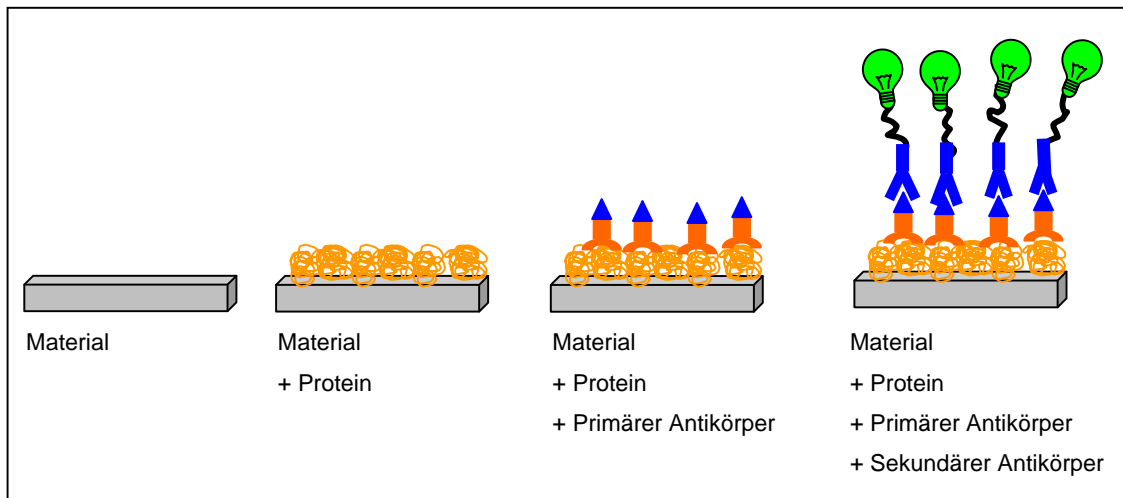 Material
Material
+ Protein
Material
+ Protein
+ Primärer Antikörper
Material
+ Protein
+ Primärer Antikörper
+ Sekundärer Antikörper